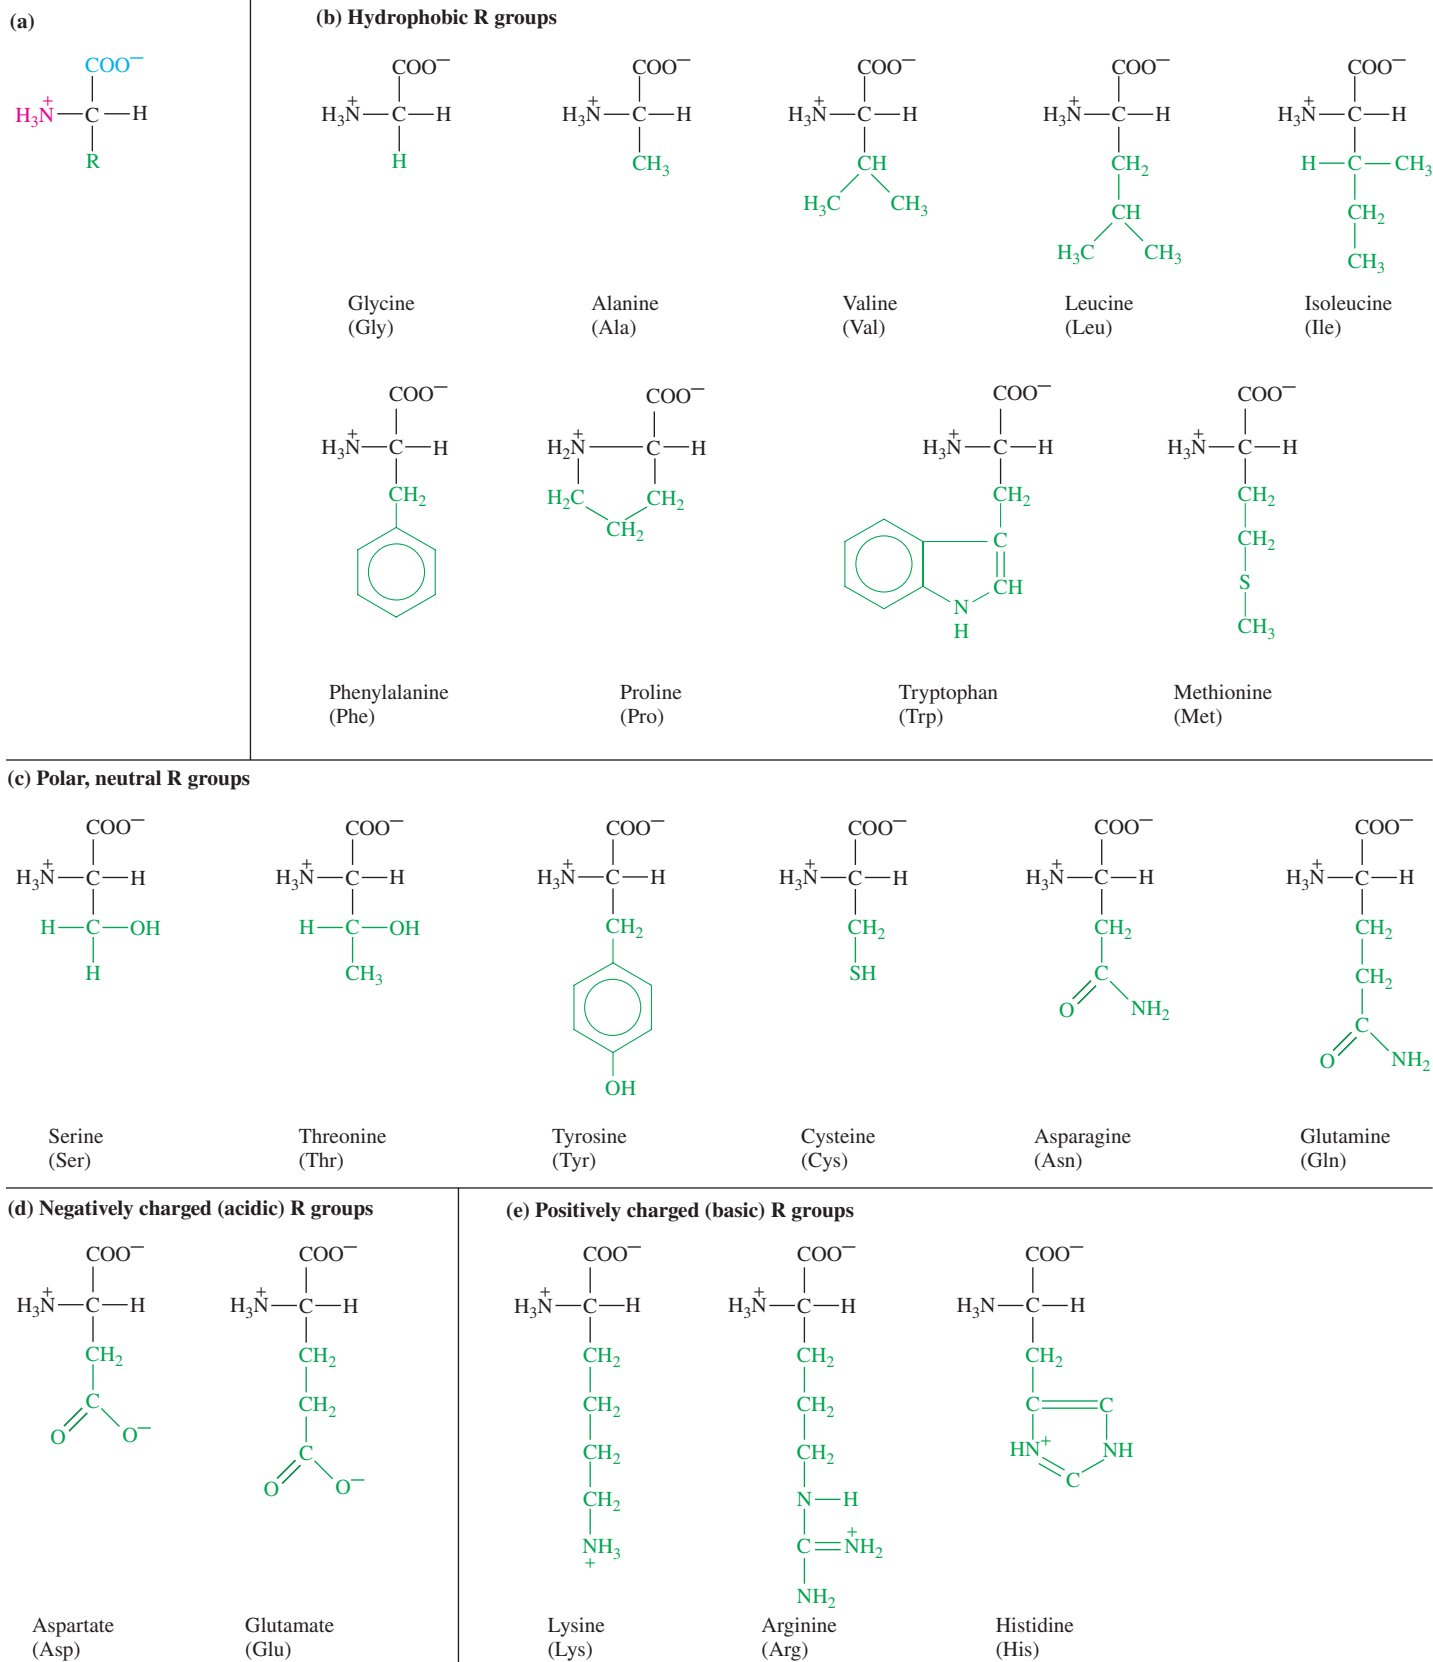 (a)
COO⁻
H₃N⁺—C—H
R
(b) Hydrophobic R groups
COO⁻ COO⁻ COO⁻ COO⁻ COO⁻
H₃N⁺—C—H H₃N⁺—C—H H₃N⁺—C—H H₃N⁺—C—H H₃N⁺—C—H
H CH₃ CH CH₂ H—C—CH₃
H₃C CH₃ CH CH₂
H₃C CH₃ CH₃
Glycine Alanine Valine Leucine Isoleucine
(Gly) (Ala) (Val) (Leu) (Ile)
COO⁻ COO⁻ COO⁻ COO⁻
H₃N⁺—C—H H₂N⁺—C—H H₃N⁺—C—H H₃N⁺—C—H
CH₂ H₂C CH₂ CH₂ CH₂
CH₂ C CH₂
CH S
N CH₃
H
Phenylalanine Proline Tryptophan Methionine
(Phe) (Pro) (Trp) (Met)
(c) Polar, neutral R groups
COO⁻ COO⁻ COO⁻ COO⁻ COO⁻ COO⁻
H₃N⁺—C—H H₃N⁺—C—H H₃N⁺—C—H H₃N⁺—C—H H₃N⁺—C—H H₃N⁺—C—H
H—C—OH H—C—OH CH₂ CH₂ CH₂ CH₂
H CH₃ SH C CH₂
O NH₂ C
OH O NH₂
Serine Threonine Tyrosine Cysteine Asparagine Glutamine
(Ser) (Thr) (Tyr) (Cys) (Asn) (Gln)
(d) Negatively charged (acidic) R groups
COO⁻ COO⁻
H₃N⁺—C—H H₃N⁺—C—H
CH₂ CH₂
C CH₂
O O⁻ C
O O⁻
Aspartate Glutamate
(Asp) (Glu)
(e) Positively charged (basic) R groups
COO⁻ COO⁻ COO⁻
H₃N⁺—C—H H₃N⁺—C—H H₃N—C—H
CH₂ CH₂ CH₂
CH₂ CH₂ C C
CH₂ CH₂ HN⁺ NH
CH₂ N—H C
NH₃⁺ C=NH₂⁺
NH₂
Lysine Arginine Histidine
(Lys) (Arg) (His)